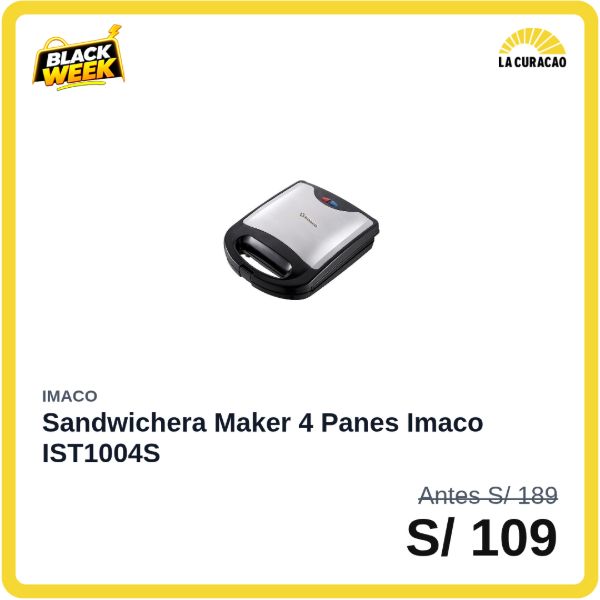 BLACK
WEEK
LA CURACAO
IMACO
Sandwichera Maker 4 Panes Imaco
IST1004S
Antes S/ 189
S/ 109